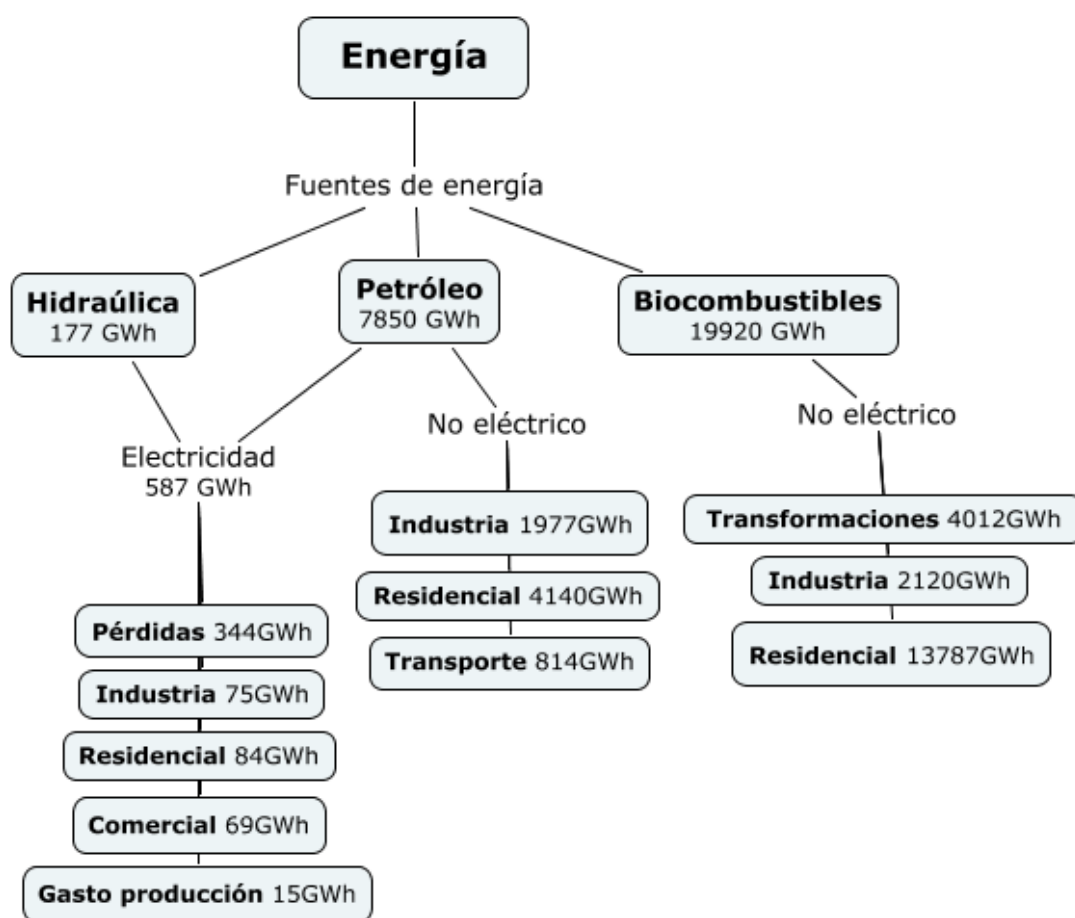 Energía
Fuentes de energía
Hidraúlica
177 GWh
Petróleo
7850 GWh
Biocombustibles
19920 GWh
Electricidad
587 GWh
Pérdidas 344GWh
Industria 75GWh
Residencial 84GWh
Comercial 69GWh
Gasto producción 15GWh
No eléctrico
Industria 1977GWh
Residencial 4140GWh
Transporte 814GWh
No eléctrico
Transformaciones 4012GWh
Industria 2120GWh
Residencial 13787GWh